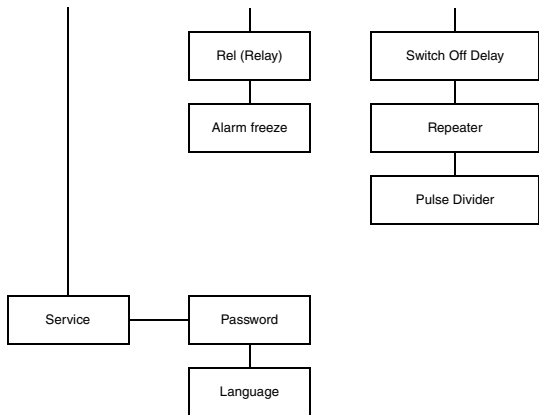 Rel (Relay)
Switch Off Delay
Alarm freeze
Repeater
Pulse Divider
Service
Password
Language